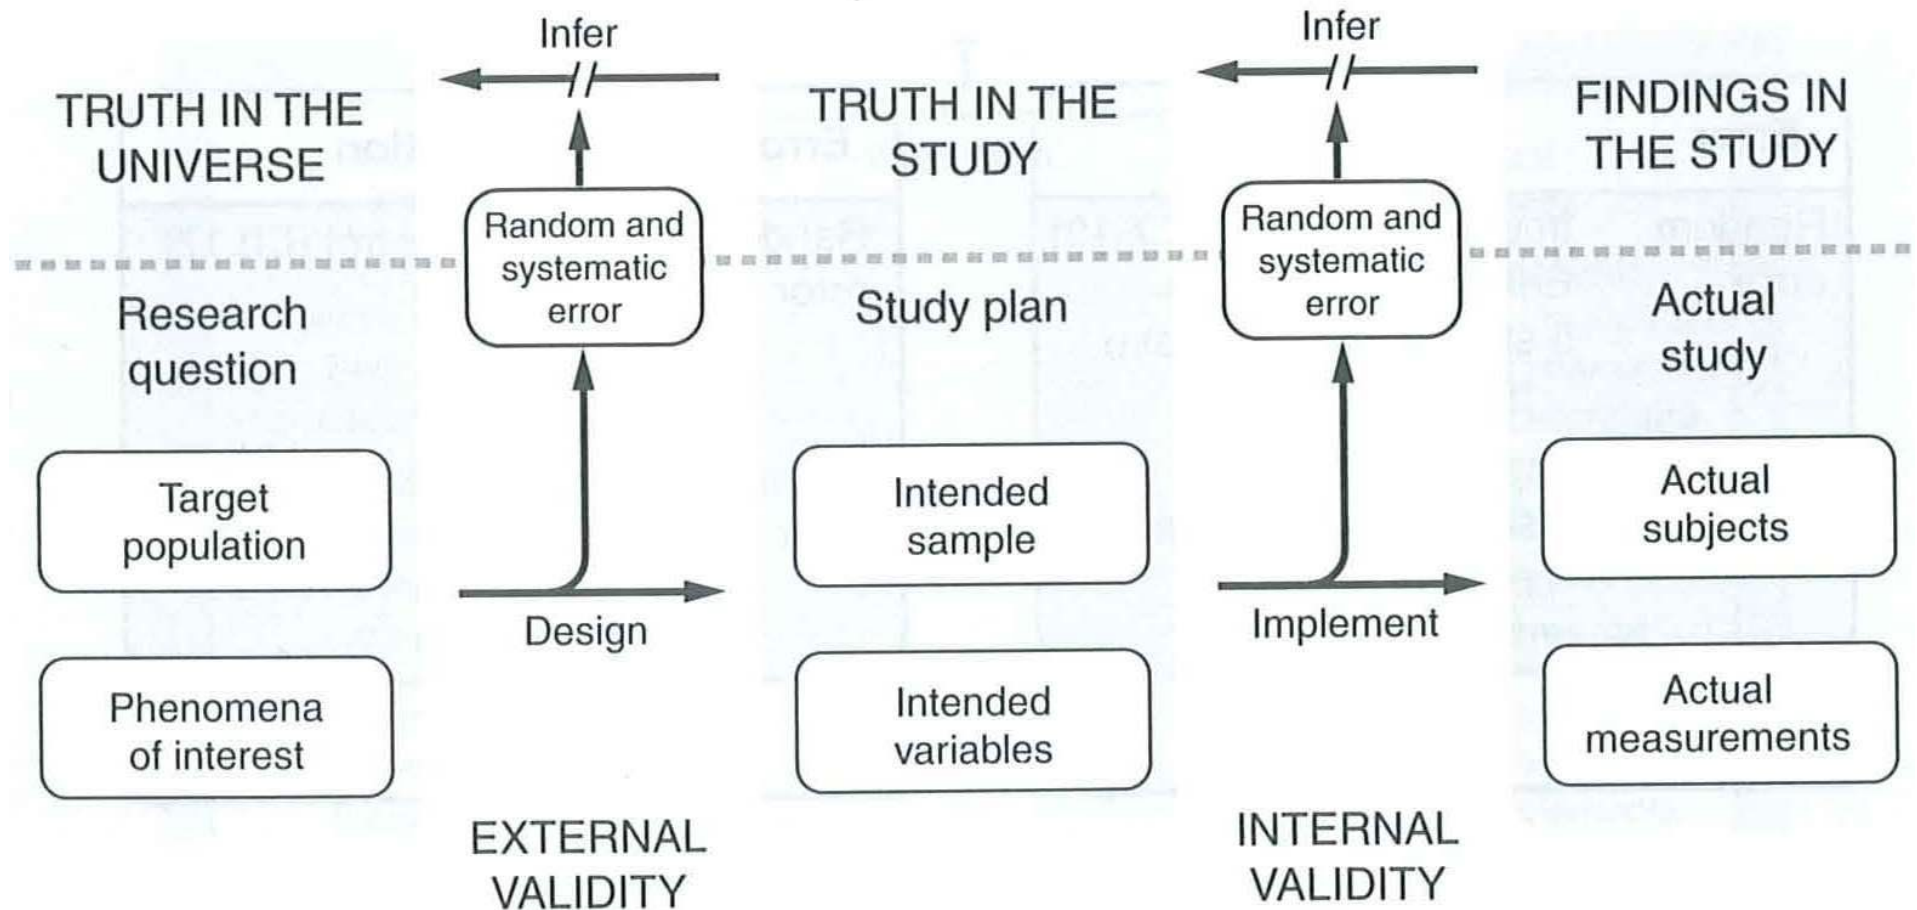 Infer
Infer
TRUTH IN THE
UNIVERSE
TRUTH IN THE
STUDY
FINDINGS IN
THE STUDY
Random and
systematic
error
Random and
systematic
error
Research
question
Study plan
Actual
study
Target
population
Intended
sample
Actual
subjects
Design
Implement
Phenomena
of interest
Intended
variables
Actual
measurements
EXTERNAL
VALIDITY
INTERNAL
VALIDITY